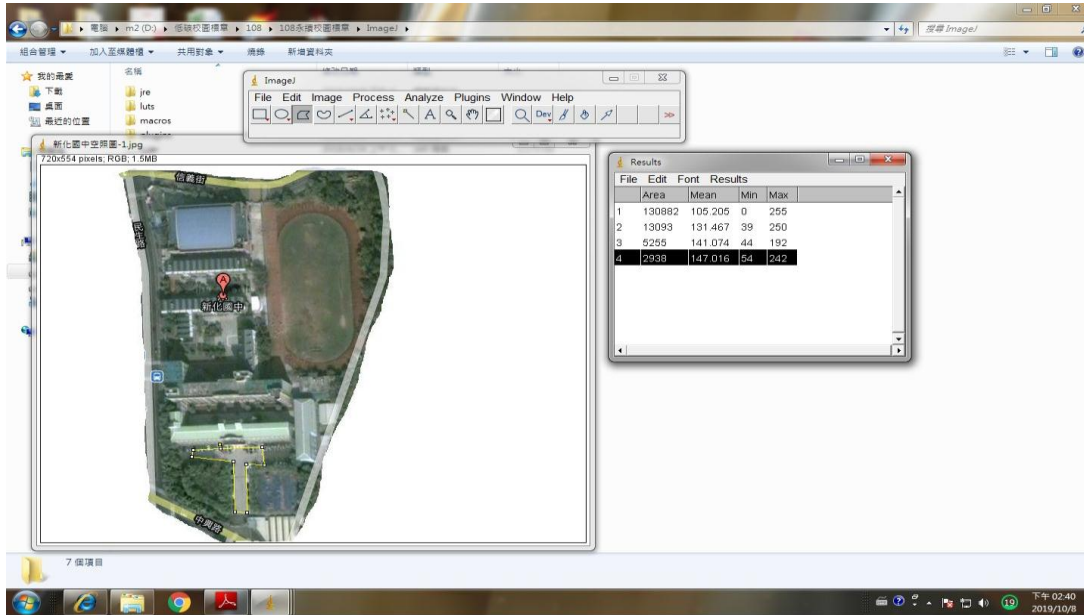 電腦 ▸ m2 (D:) ▸ 低碳校園標章 ▸ 108 ▸ 108永續校園標章 ▸ ImageJ ▸
搜尋 ImageJ
組合管理 ▾ 加入至媒體櫃 ▾ 共用對象 ▾ 燒錄 新增資料夾
我的最愛
下載
桌面
最近的位置
名稱
jre
luts
macros
plugins
ImageJ
File Edit Image Process Analyze Plugins Window Help
Dev
新化國中空照圖-1.jpg
720x554 pixels; RGB; 1.5MB
信義街
民生路
A
新化國中
中興路
Results
File Edit Font Results
Area Mean Min Max
1 130882 105.205 0 255
2 13093 131.467 39 250
3 5255 141.074 44 192
4 2938 147.016 54 242
7 個項目
19
下午 02:40
2019/10/8